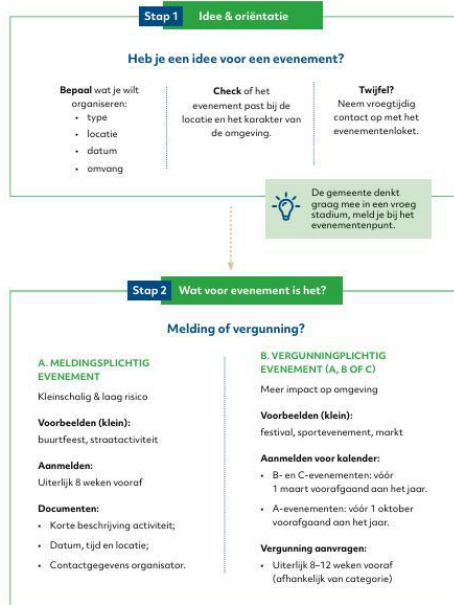 Stap 1 Idee & oriëntatie
Heb je een idee voor een evenement?
Bepaal wat je wilt
organiseren:
• type
• locatie
• datum
• omvang
Check of het
evenement past bij de
locatie en het karakter van
de omgeving.
Twijfel?
Neem vroegtijdig
contact op met het
evenementenloket.
De gemeente denkt
graag mee in een vroeg
stadium, meld je bij het
evenementenpunt.
Stap 2 Wat voor evenement is het?
Melding of vergunning?
A. MELDINGSPLICHTIG
EVENEMENT
Kleinschalig & laag risico
Voorbeelden (klein):
buurtfeest, straatactiviteit
Aanmelden:
Uiterlijk 8 weken vooraf
Documenten:
• Korte beschrijving activiteit;
• Datum, tijd en locatie;
• Contactgegevens organisator.
B. VERGUNNINGPLICHTIG
EVENEMENT (A, B OF C)
Meer impact op omgeving
Voorbeelden (klein):
festival, sportevenement, markt
Aanmelden voor kalender:
• B- en C-evenementen: vóór
1 maart voorafgaand aan het jaar.
• A-evenementen: vóór 1 oktober
voorafgaand aan het jaar.
Vergunning aanvragen:
• Uiterlijk 8–12 weken vooraf
(afhankelijk van categorie)